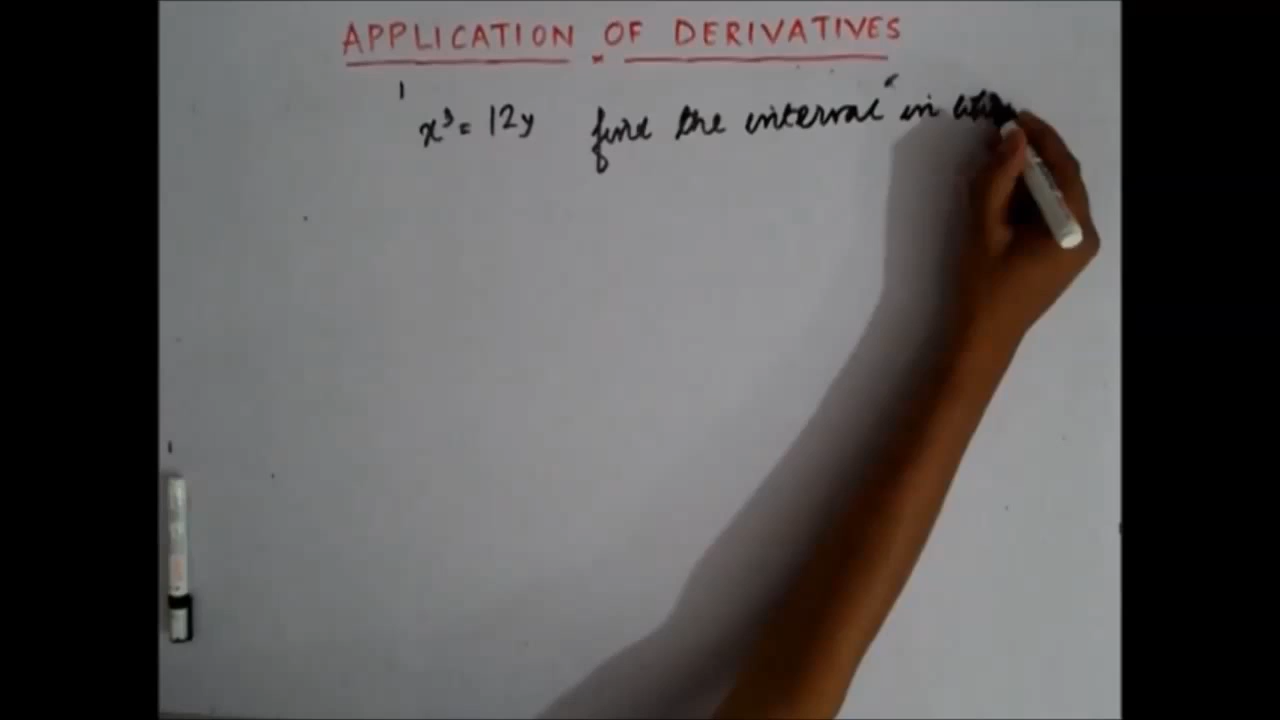 APPLICATION OF DERIVATIVES
x³ = 12y find the interval in